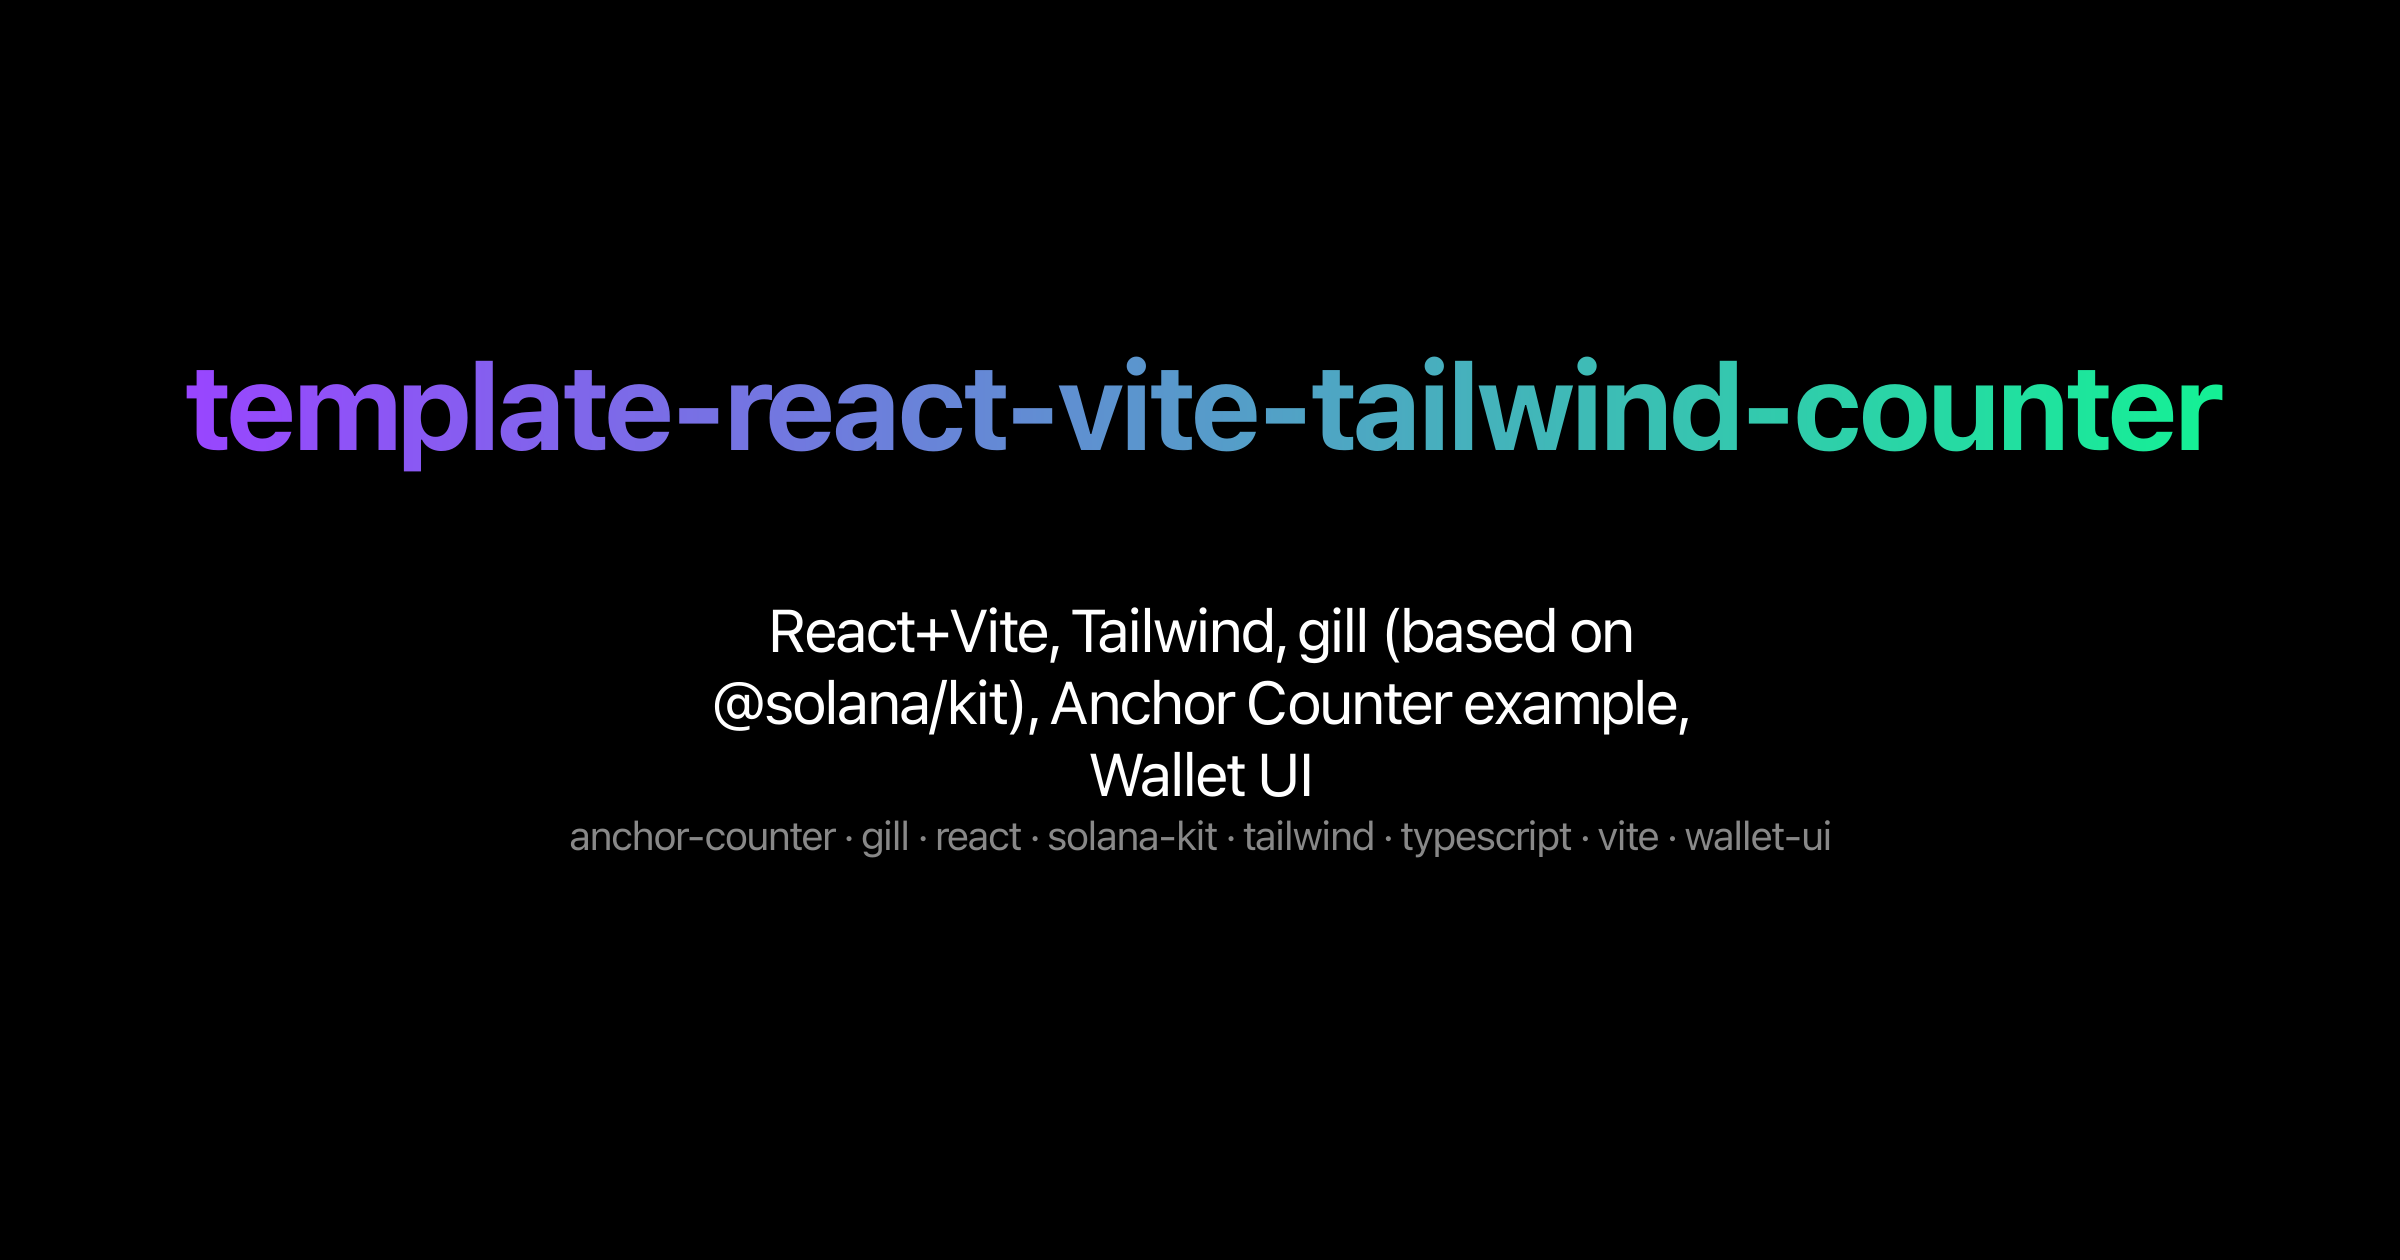 template-react-vite-tailwind-counter
React+Vite, Tailwind, gill (based on
@solana/kit), Anchor Counter example,
Wallet UI
anchor-counter · gill · react · solana-kit · tailwind · typescript · vite · wallet-ui